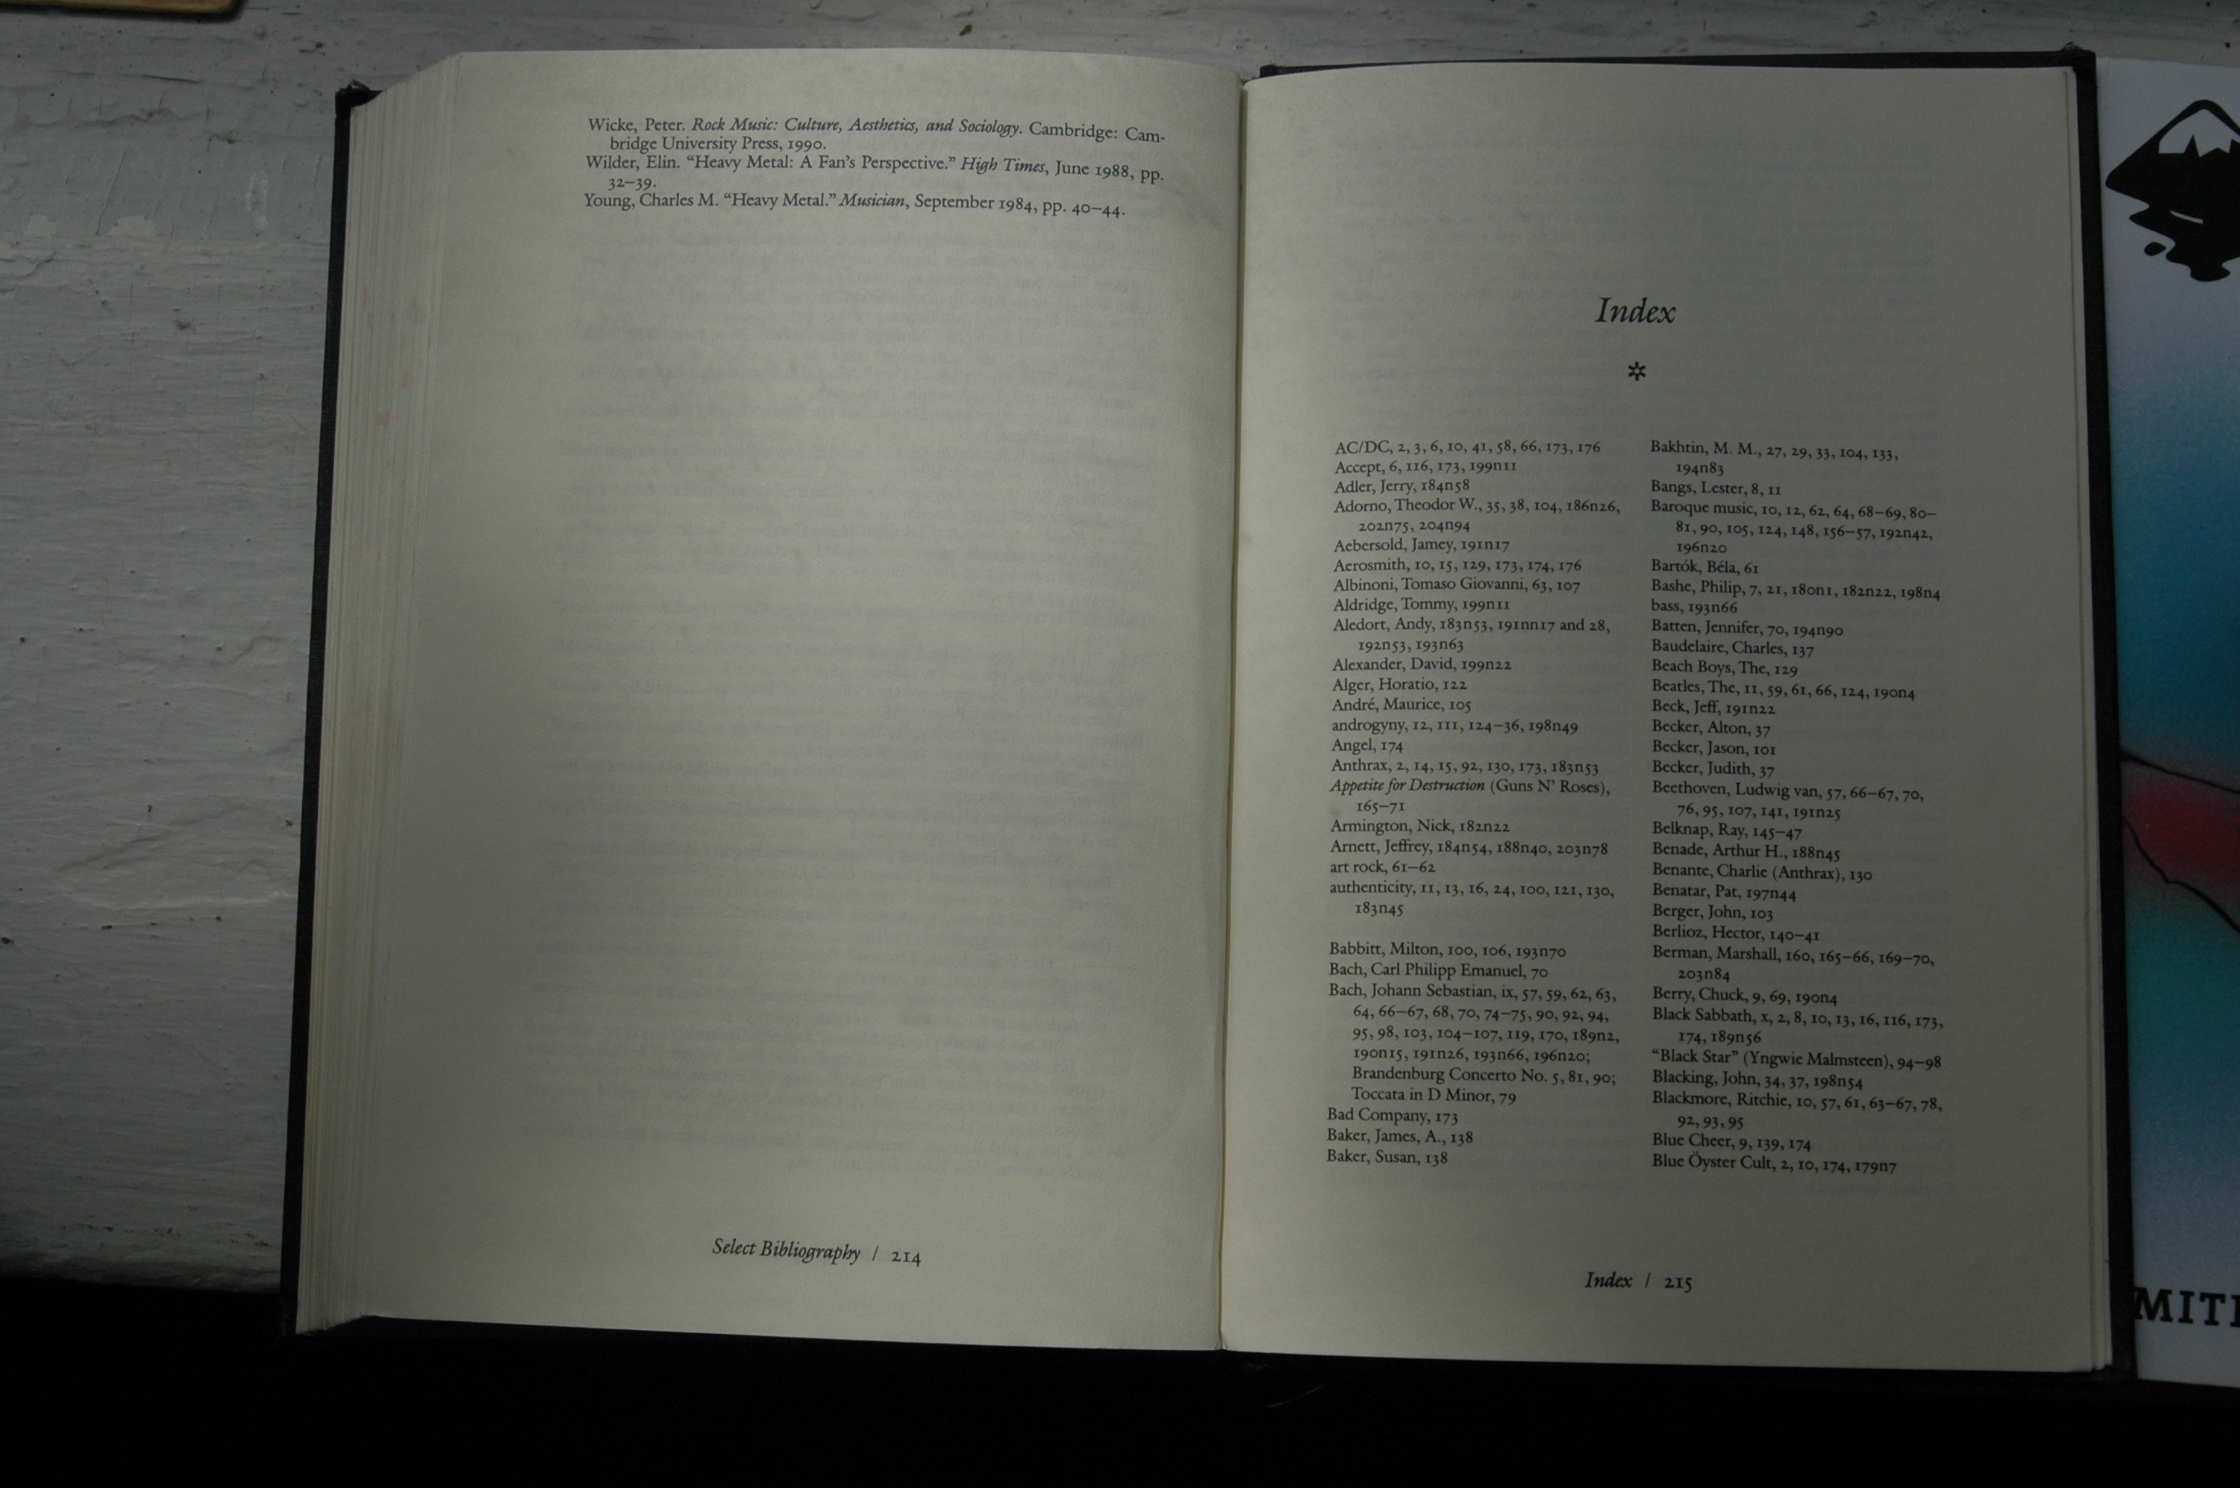 Wicke, Peter. Rock Music: Culture, Aesthetics, and Sociology. Cambridge: Cam-
bridge University Press, 1990.
Wilder, Elin. “Heavy Metal: A Fan’s Perspective.” High Times, June 1988, pp.
32–39.
Young, Charles M. “Heavy Metal.” Musician, September 1984, pp. 40–44.
Select Bibliography / 214
Index
✲
AC/DC, 2, 3, 6, 10, 41, 58, 66, 173, 176
Accept, 6, 116, 173, 199n11
Adler, Jerry, 184n58
Adorno, Theodor W., 35, 38, 104, 186n26,
202n75, 204n94
Aebersold, Jamey, 191n17
Aerosmith, 10, 15, 129, 173, 174, 176
Albinoni, Tomaso Giovanni, 63, 107
Aldridge, Tommy, 199n11
Aledort, Andy, 183n53, 191nn17 and 28,
192n53, 193n63
Alexander, David, 199n22
Alger, Horatio, 122
André, Maurice, 105
androgyny, 12, 111, 124–36, 198n49
Angel, 174
Anthrax, 2, 14, 15, 92, 130, 173, 183n53
Appetite for Destruction (Guns N’ Roses),
165–71
Armington, Nick, 182n22
Arnett, Jeffrey, 184n54, 188n40, 203n78
art rock, 61–62
authenticity, 11, 13, 16, 24, 100, 121, 130,
183n45
Babbitt, Milton, 100, 106, 193n70
Bach, Carl Philipp Emanuel, 70
Bach, Johann Sebastian, ix, 57, 59, 62, 63,
64, 66–67, 68, 70, 74–75, 90, 92, 94,
95, 98, 103, 104–107, 119, 170, 189n2,
190n15, 191n26, 193n66, 196n20;
Brandenburg Concerto No. 5, 81, 90;
Toccata in D Minor, 79
Bad Company, 173
Baker, James, A., 138
Baker, Susan, 138
Bakhtin, M. M., 27, 29, 33, 104, 133,
194n83
Bangs, Lester, 8, 11
Baroque music, 10, 12, 62, 64, 68–69, 80–
81, 90, 105, 124, 148, 156–57, 192n42,
196n20
Bartók, Béla, 61
Bashe, Philip, 7, 21, 180n1, 182n22, 198n4
bass, 193n66
Batten, Jennifer, 70, 194n90
Baudelaire, Charles, 137
Beach Boys, The, 129
Beatles, The, 11, 59, 61, 66, 124, 190n4
Beck, Jeff, 191n22
Becker, Alton, 37
Becker, Jason, 101
Becker, Judith, 37
Beethoven, Ludwig van, 57, 66–67, 70,
76, 95, 107, 141, 191n25
Belknap, Ray, 145–47
Benade, Arthur H., 188n45
Benante, Charlie (Anthrax), 130
Benatar, Pat, 197n44
Berger, John, 103
Berlioz, Hector, 140–41
Berman, Marshall, 160, 165–66, 169–70,
203n84
Berry, Chuck, 9, 69, 190n4
Black Sabbath, x, 2, 8, 10, 13, 16, 116, 173,
174, 189n56
“Black Star” (Yngwie Malmsteen), 94–98
Blacking, John, 34, 37, 198n54
Blackmore, Ritchie, 10, 57, 61, 63–67, 78,
92, 93, 95
Blue Cheer, 9, 139, 174
Blue Öyster Cult, 2, 10, 174, 179n7
Index / 215